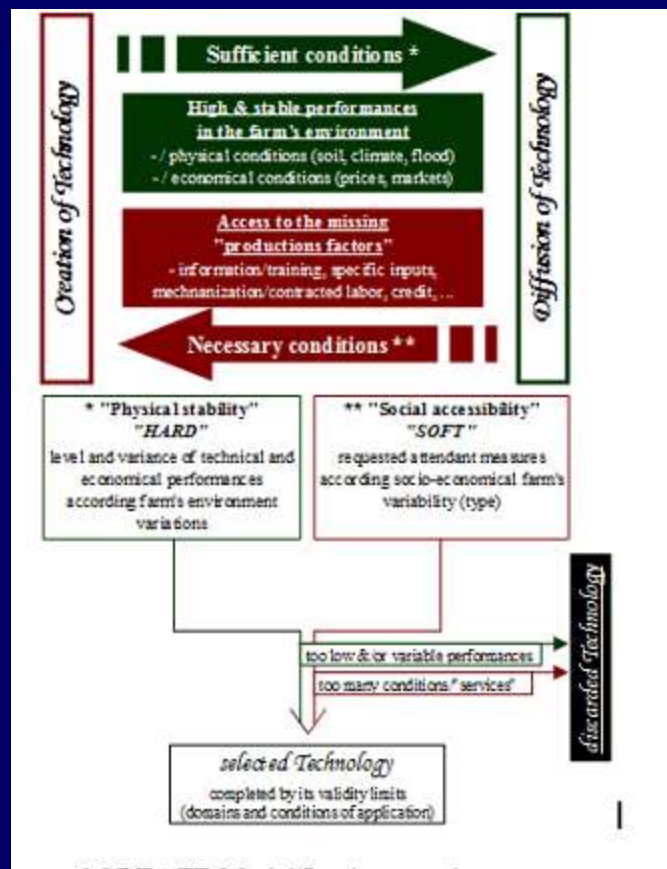 Creation of Technology
Sufficient conditions *
High & stable performances
in the farm's environment
- / physical conditions (soil, climate, flood)
- / economical conditions (prices, markets)
Access to the missing
"productions factors"
- information/training, specific inputs,
mechnanization/contracted labor, credit, ...
Necessary conditions **
Diffusion of Technology
* "Physical stability"
"HARD"
level and variance of technical and
economical performances
according farm's environment
variations
** "Social accessibility"
"SOFT"
requested attendant measures
according socio-economical farm's
variability (type)
too low &/or variable performances
too many conditions/"services"
discarded Technology
selected Technology
completed by its validity limits
(domains and conditions of application)